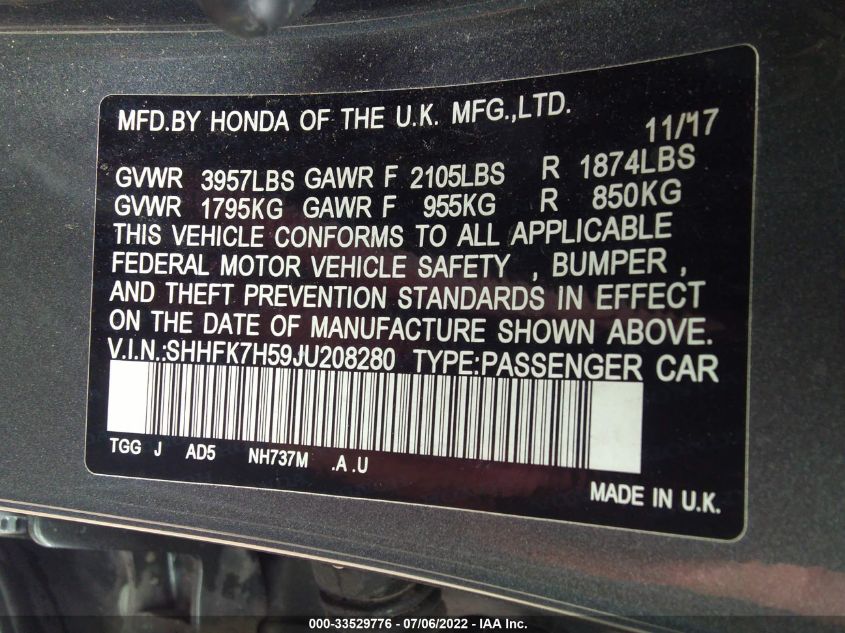 MFD.BY HONDA OF THE U.K. MFG.,LTD. 11/17
GVWR 3957LBS GAWR F 2105LBS R 1874LBS
GVWR 1795KG GAWR F 955KG R 850KG
THIS VEHICLE CONFORMS TO ALL APPLICABLE
FEDERAL MOTOR VEHICLE SAFETY , BUMPER ,
AND THEFT PREVENTION STANDARDS IN EFFECT
ON THE DATE OF MANUFACTURE SHOWN ABOVE.
V.I.N.:SHHFK7H59JU208280 TYPE:PASSENGER CAR
TGG J AD5 NH737M .A .U
MADE IN U.K.
000-33529776 - 07/06/2022 - IAA Inc.